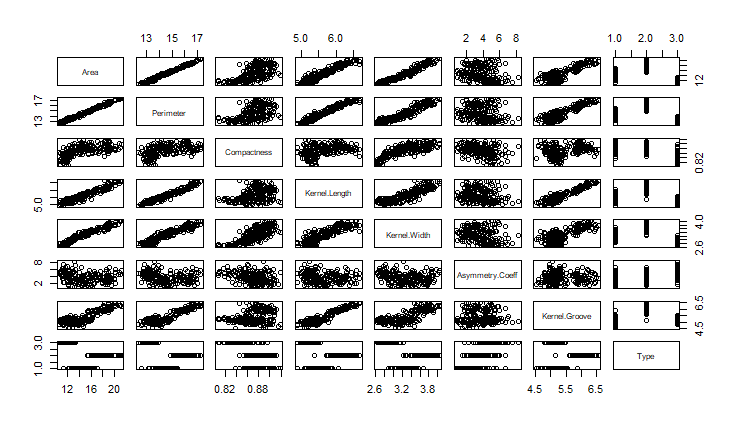 13 15 17
5.0 6.0
2 4 6 8
1.0 2.0 3.0
Area
12
13 17
Perimeter
Compactness
0.82
5.0
Kernel.Length
Kernel.Width
2.6 4.0
2 8
Asymmetry.Coeff
Kernel.Groove
4.5 6.5
1.0 3.0
Type
12 16 20
0.82 0.88
2.6 3.2 3.8
4.5 5.5 6.5